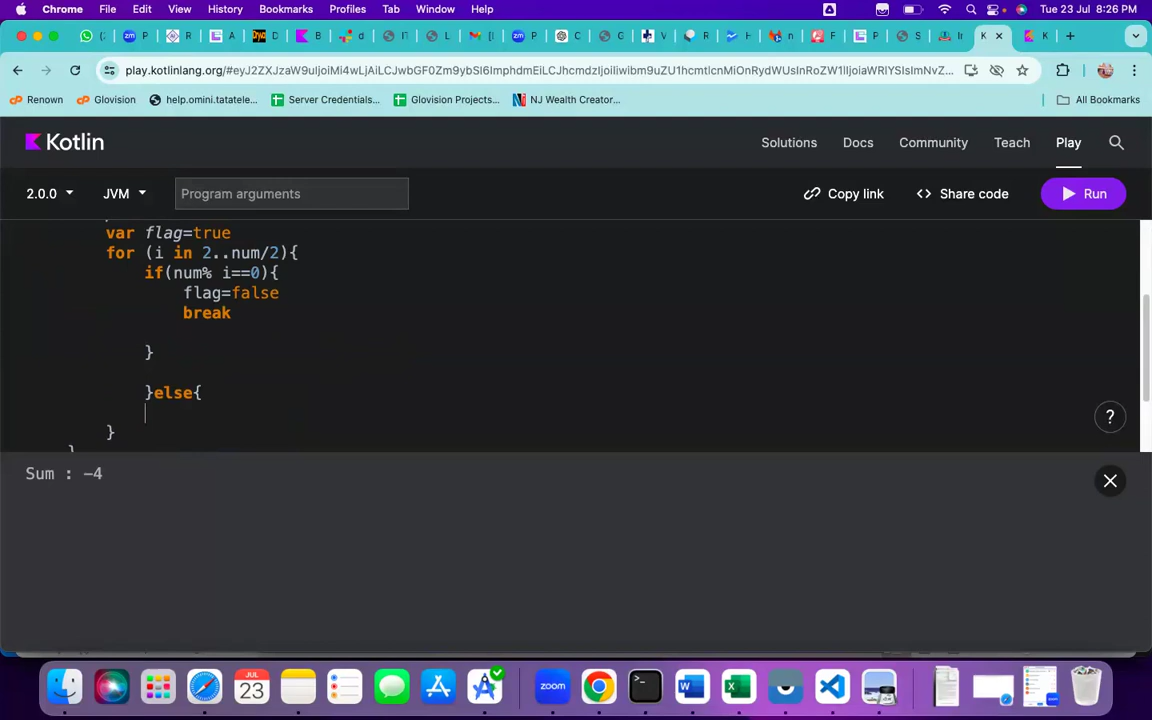 Chrome File Edit View History Bookmarks Profiles Tab Window Help Tue 23 Jul 8:26 PM
play.kotlinlang.org/#eyJ2ZXJzaW9uIjoiMi4wLjAiLCJwbGF0Zm9ybSI6ImphdmEiLCJhcmdzIjoiIiwibm9uZU1hcmtlcnMiOnRydWUsInRoZW1lIjoiaWRlYSIsImNvZ...
Renown Glovision help.omini.tatatele... Server Credentials... Glovision Projects... NJ Wealth Creator... All Bookmarks
Kotlin Solutions Docs Community Teach Play
2.0.0 JVM Program arguments Copy link Share code Run
var flag=true
for (i in 2..num/2){
if(num% i==0){
flag=false
break
}
}else{
}
}
?
Sum : -4
JUL
23
zoom